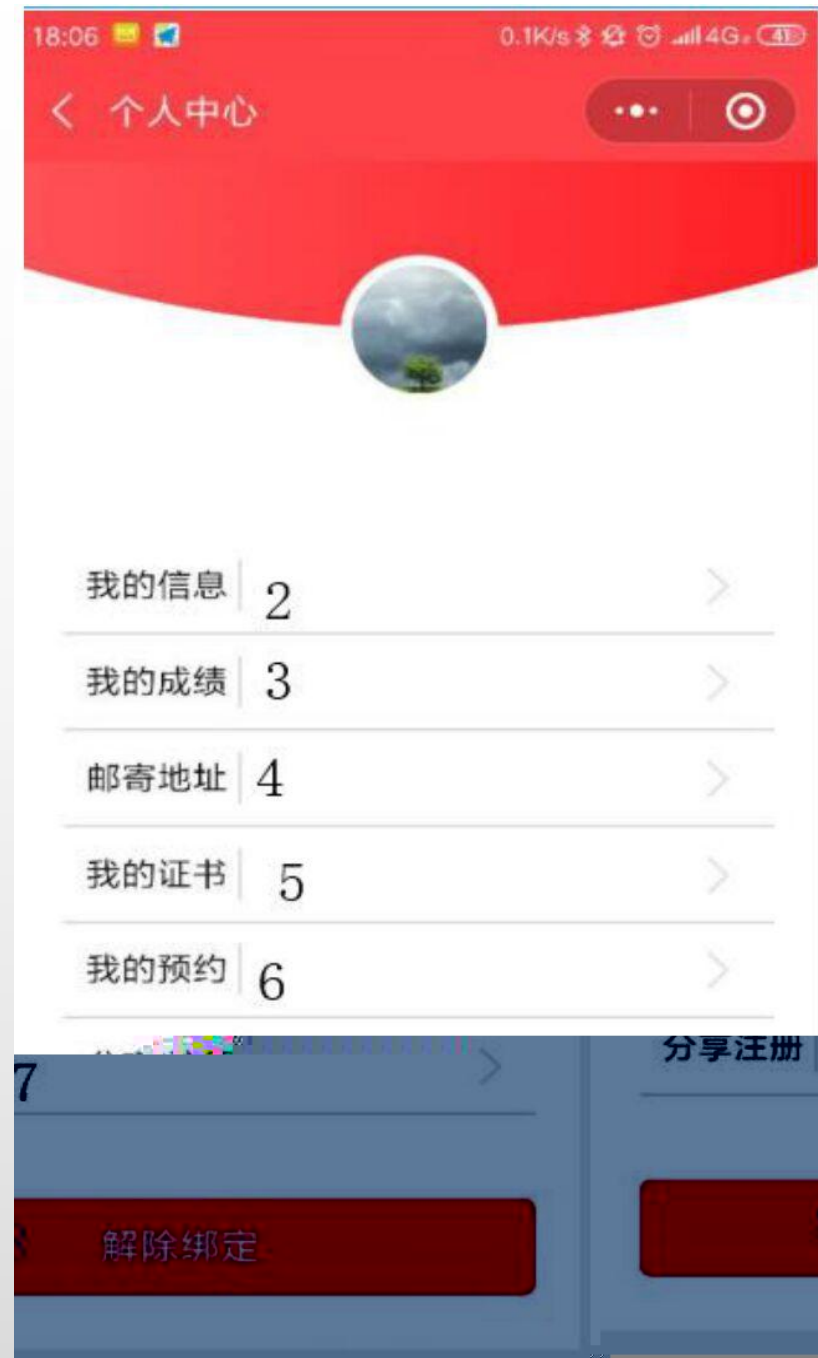 18:06 0.1K/s 4G 41
个人中心
我的信息 2
我的成绩 3
邮寄地址 4
我的证书 5
我的预约 6
分享注册
7
解除绑定